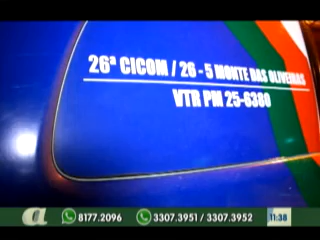 26ª CICOM / 26 - 5 MONTE DAS OLIVEIRAS
VTR PM 25-6380
a 8177.2096 3307.3951 / 3307.3952 11:38